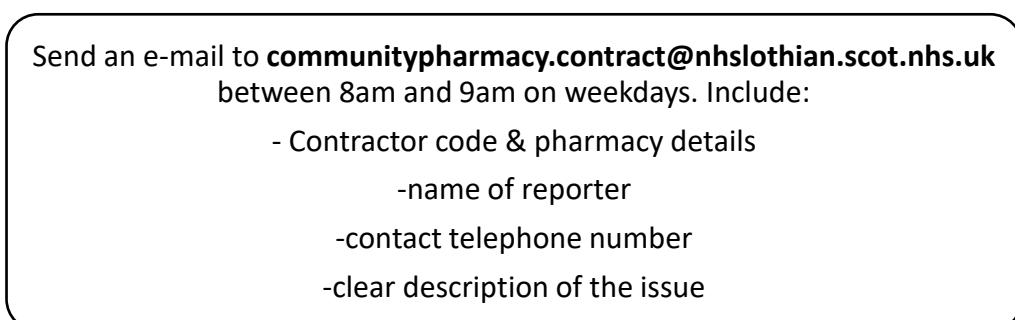 Send an e-mail to communitypharmacy.contract@nhslothian.scot.nhs.uk
between 8am and 9am on weekdays. Include:
- Contractor code & pharmacy details
-name of reporter
-contact telephone number
-clear description of the issue